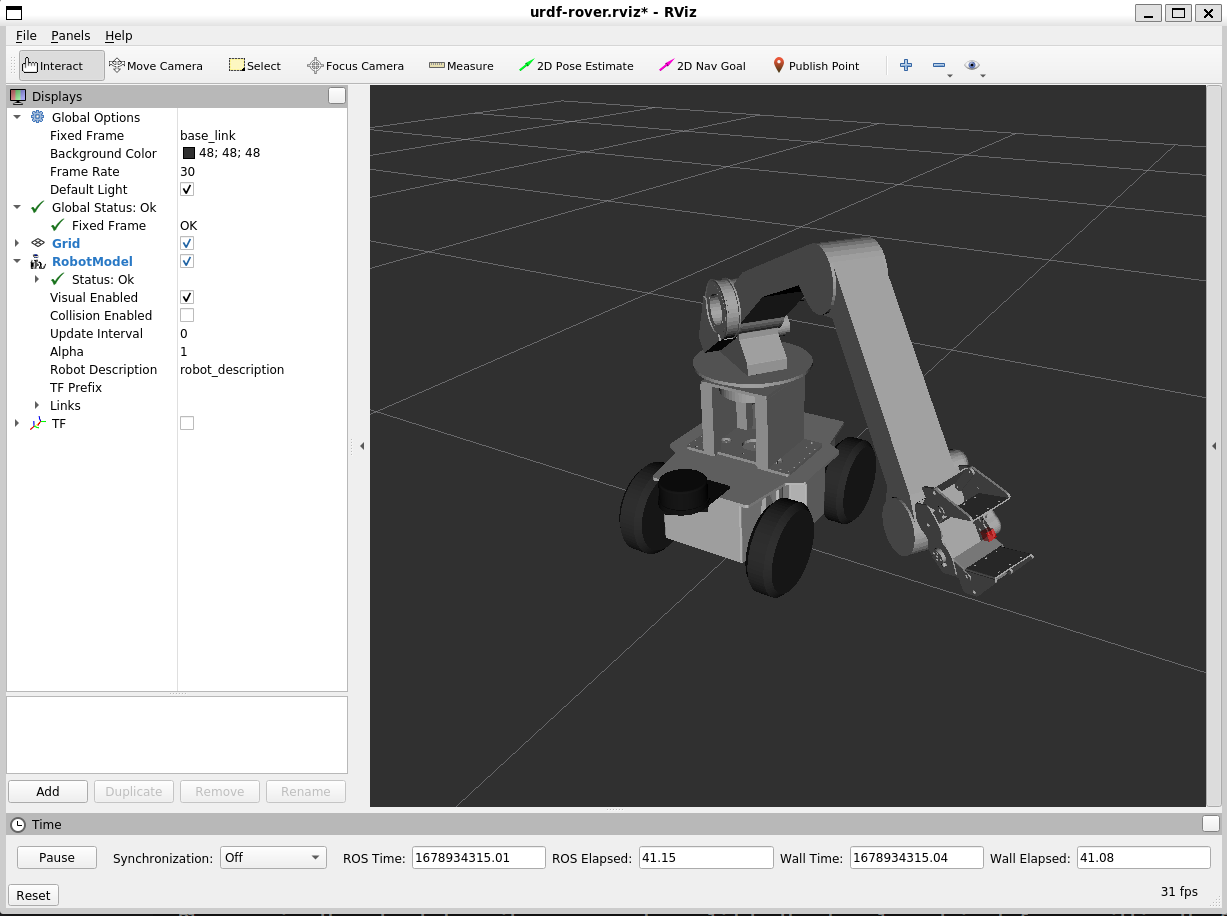 urdf-rover.rviz* - RViz
File Panels Help
Interact Move Camera Select Focus Camera Measure 2D Pose Estimate 2D Nav Goal Publish Point
Displays
Global Options
Fixed Frame base_link
Background Color 48; 48; 48
Frame Rate 30
Default Light
Global Status: Ok
Fixed Frame OK
Grid
RobotModel
Status: Ok
Visual Enabled
Collision Enabled
Update Interval 0
Alpha 1
Robot Description robot_description
TF Prefix
Links
TF
Add Duplicate Remove Rename
Time
Pause Synchronization: Off ROS Time: 1678934315.01 ROS Elapsed: 41.15 Wall Time: 1678934315.04 Wall Elapsed: 41.08
Reset 31 fps